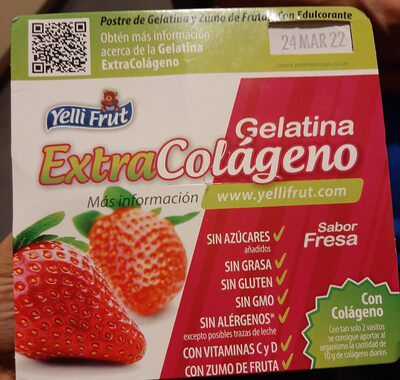 Postre de Gelatina y Zumo de Frutas Con Edulcorante
Obtén más información
acerca de la Gelatina
ExtraColágeno
24 MAR 22
Yelli Frut
Gelatina
ExtraColágeno
Más información
www.yellifrut.com
Sabor
Fresa
SIN AZÚCARES ✓
añadidos
SIN GRASA ✓
SIN GLUTEN ✓
SIN GMO ✓
SIN ALÉRGENOS* ✓
excepto posibles trazas de leche
CON VITAMINAS C y D ✓
CON ZUMO DE FRUTA ✓
Con
Colágeno
Con tan solo 2 vasitos
se consigue aportar al
organismo la cantidad de
10 g de colágeno diarios